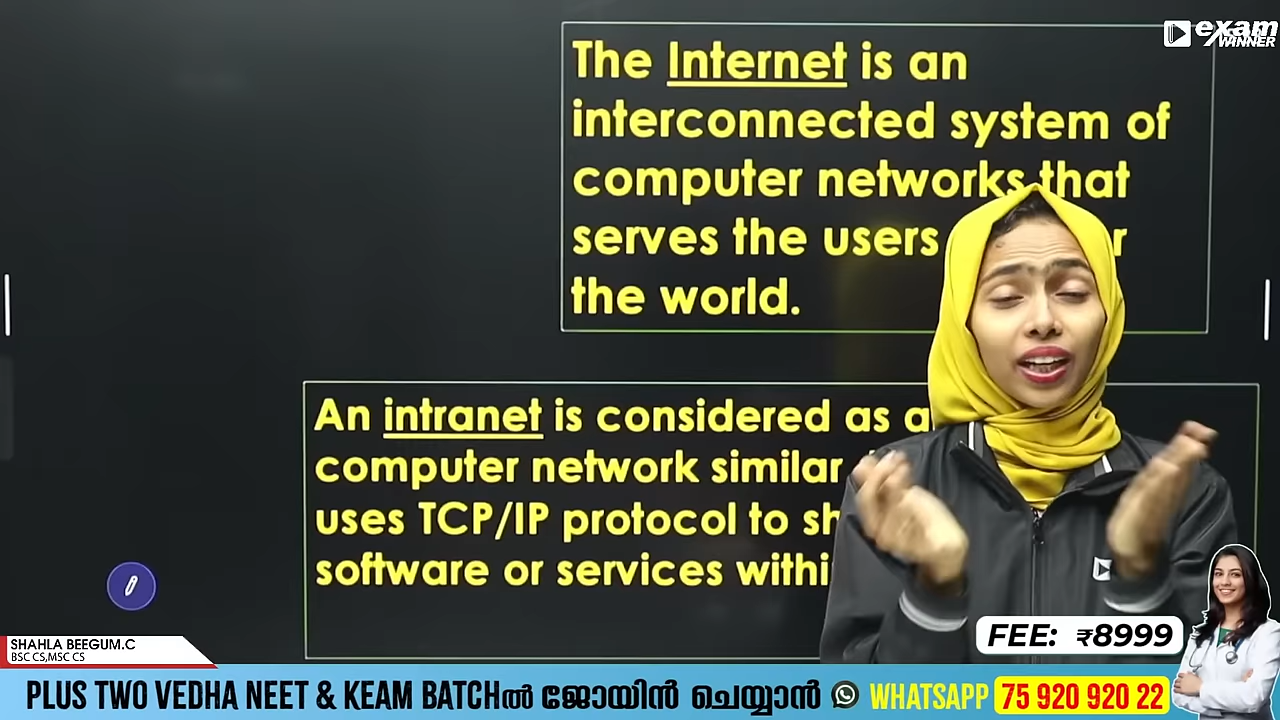 exam
WINNER
The Internet is an
interconnected system of
computer networks that
serves the users
the world.
An intranet is considered as a
computer network similar
uses TCP/IP protocol to sh
software or services withi
FEE: ₹8999
SHAHLA BEEGUM.C
BSC CS,MSC CS
PLUS TWO VEDHA NEET & KEAM BATCHൽ ജോയിൻ ചെയ്യാൻ WHATSAPP 75 920 920 22